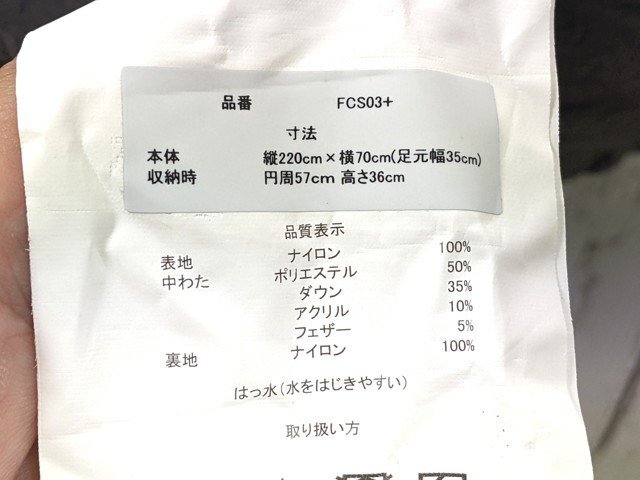 品番 FCS03+
寸法
本体 縦220cm×横70cm(足元幅35cm)
収納時 円周57cm 高さ36cm
品質表示
表地 ナイロン 100%
中わた ポリエステル 50%
ダウン 35%
アクリル 10%
フェザー 5%
裏地 ナイロン 100%
はっ水(水をはじきやすい)
取り扱い方